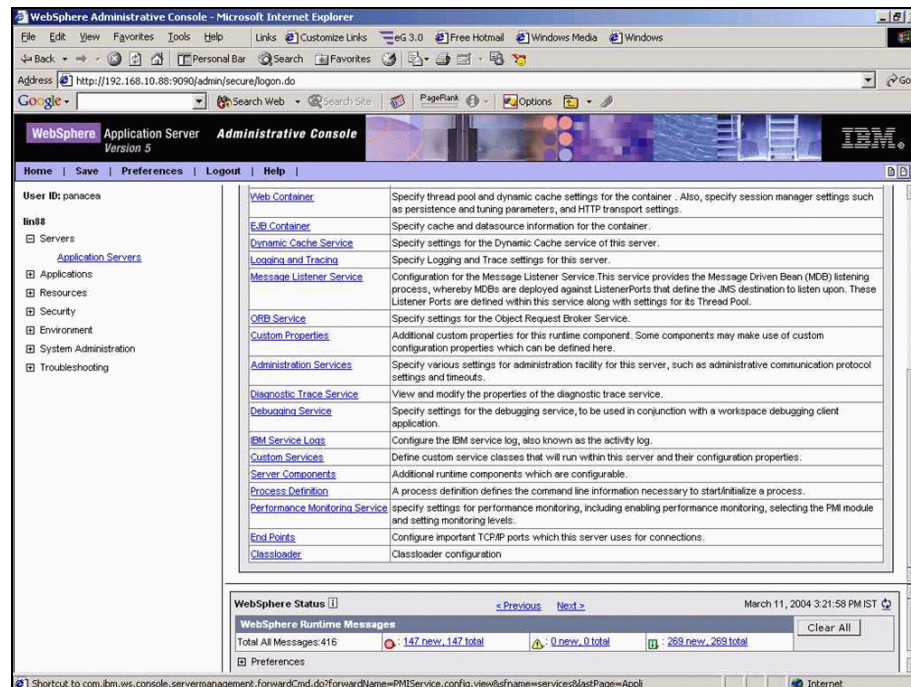 WebSphere Administrative Console - Microsoft Internet Explorer
File Edit View Favorites Tools Help Links Customize Links eG 3.0 Free Hotmail Windows Media Windows
Back Personal Bar Search Favorites
Address http://192.168.10.88:9090/admin/secure/logon.do Go
Google Search Web Search Site PageRank Options
WebSphere Application Server Administrative Console
Version 5
IBM
Home | Save | Preferences | Logout | Help |
User ID: panacea
lin88
Servers
Application Servers
Applications
Resources
Security
Environment
System Administration
Troubleshooting
Web Container Specify thread pool and dynamic cache settings for the container . Also, specify session manager settings such
as persistence and tuning parameters, and HTTP transport settings.
EJB Container Specify cache and datasource information for the container.
Dynamic Cache Service Specify settings for the Dynamic Cache service of this server.
Logging and Tracing Specify Logging and Trace settings for this server.
Message Listener Service Configuration for the Message Listener Service.This service provides the Message Driven Bean (MDB) listening
process, whereby MDBs are deployed against ListenerPorts that define the JMS destination to listen upon. These
Listener Ports are defined within this service along with settings for its Thread Pool.
ORB Service Specify settings for the Object Request Broker Service.
Custom Properties Additional custom properties for this runtime component. Some components may make use of custom
configuration properties which can be defined here.
Administration Services Specify various settings for administration facility for this server, such as administrative communication protocol
settings and timeouts.
Diagnostic Trace Service View and modify the properties of the diagnostic trace service.
Debugging Service Specify settings for the debugging service, to be used in conjunction with a workspace debugging client
application.
IBM Service Logs Configure the IBM service log, also known as the activity log.
Custom Services Define custom service classes that will run within this server and their configuration properties.
Server Components Additional runtime components which are configurable.
Process Definition A process definition defines the command line information necessary to start/initialize a process.
Performance Monitoring Service specify settings for performance monitoring, including enabling performance monitoring, selecting the PMI module
and setting monitoring levels.
End Points Configure important TCP/IP ports which this server uses for connections.
Classloader Classloader configuration
WebSphere Status < Previous Next > March 11, 2004 3:21:58 PM IST
WebSphere Runtime Messages Clear All
Total All Messages:416 : 147 new, 147 total : 0 new, 0 total : 269 new, 269 total
Preferences
Shortcut to com.ibm.ws.console.servermanagement.forwardCmd.do?forwardName=PMIService.config.view&sfname=services&lastPage=Appli Internet